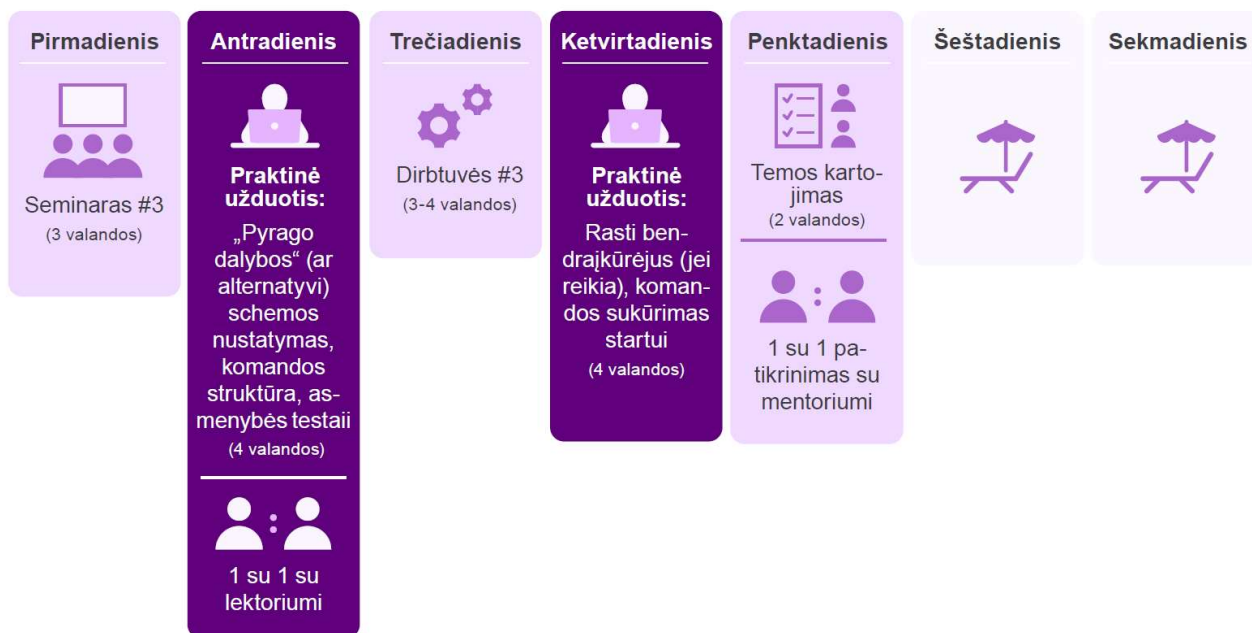 Pirmadienis
Seminaras #3
(3 valandos)
Antradienis
Praktinė
užduotis:
„Pyrago
dalybos“ (ar
alternatyvi)
schemos
nustatymas,
komandos
struktūra, as-
menybės testaii
(4 valandos)
1 su 1 su
lektoriumi
Trečiadienis
Dirbtuvės #3
(3-4 valandos)
Ketvirtadienis
Praktinė
užduotis:
Rasti ben-
draįkūrėjus (jei
reikia), koman-
dos sukūrimas
startui
(4 valandos)
Penktadienis
Temos karto-
jimas
(2 valandos)
1 su 1 pa-
tikrinimas su
mentoriumi
Šeštadienis
Sekmadienis